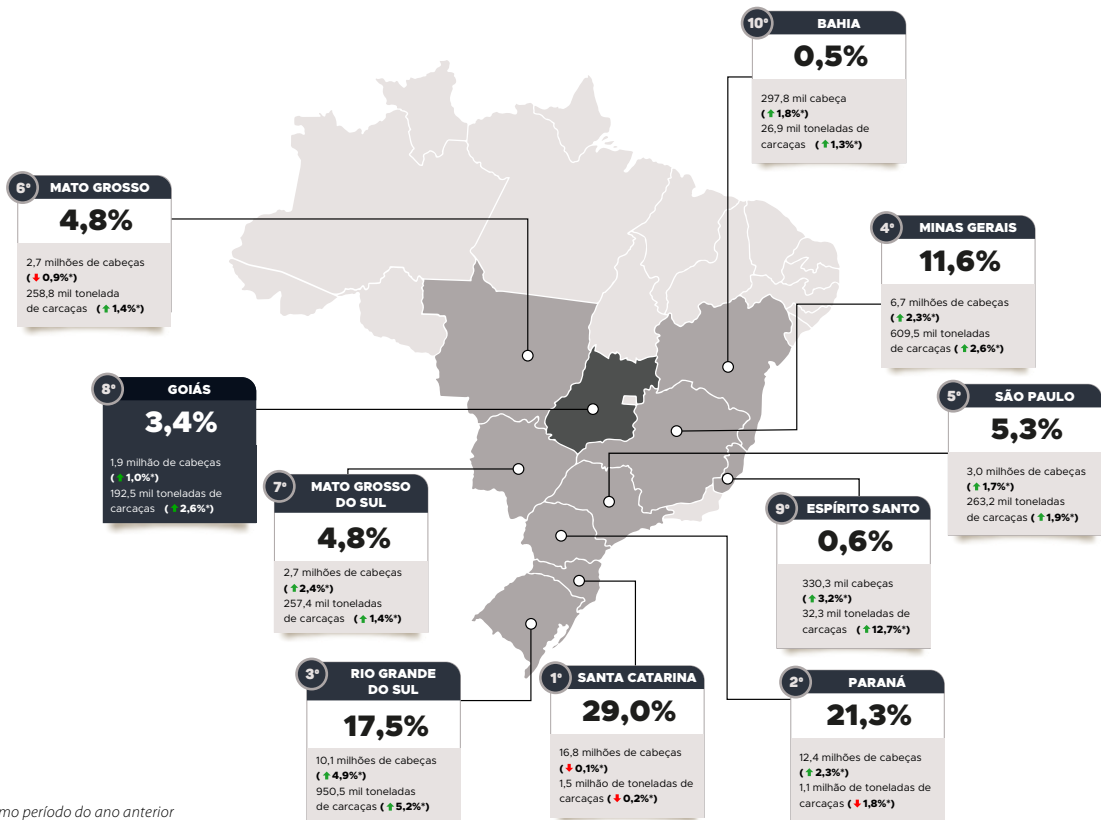 10º BAHIA
0,5%
297,8 mil cabeça
(⬆1,8%*)
26,9 mil toneladas de
carcaças (⬆1,3%*)
6º MATO GROSSO
4,8%
2,7 milhões de cabeças
(⬇0,9%*)
258,8 mil tonelada
de carcaças (⬆1,4%*)
4º MINAS GERAIS
11,6%
6,7 milhões de cabeças
(⬆2,3%*)
609,5 mil toneladas
de carcaças (⬆2,6%*)
8º GOIÁS
3,4%
1,9 milhão de cabeças
(⬆1,0%*)
192,5 mil toneladas de
carcaças (⬆2,6%*)
5º SÃO PAULO
5,3%
3,0 milhões de cabeças
(⬆1,7%*)
263,2 mil toneladas
de carcaças (⬆1,9%*)
7º MATO GROSSO
DO SUL
4,8%
2,7 milhões de cabeças
(⬆2,4%*)
257,4 mil toneladas
de carcaças (⬆1,4%*)
9º ESPÍRITO SANTO
0,6%
330,3 mil cabeças
(⬆3,2%*)
32,3 mil toneladas de
carcaças (⬆12,7%*)
3º RIO GRANDE
DO SUL
17,5%
10,1 milhões de cabeças
(⬆4,9%*)
950,5 mil toneladas
de carcaças (⬆5,2%*)
1º SANTA CATARINA
29,0%
16,8 milhões de cabeças
(⬇0,1%*)
1,5 milhão de toneladas de
carcaças (⬇0,2%*)
2º PARANÁ
21,3%
12,4 milhões de cabeças
(⬆2,3%*)
1,1 milhão de toneladas de
carcaças (⬇1,8%*)
mo período do ano anterior